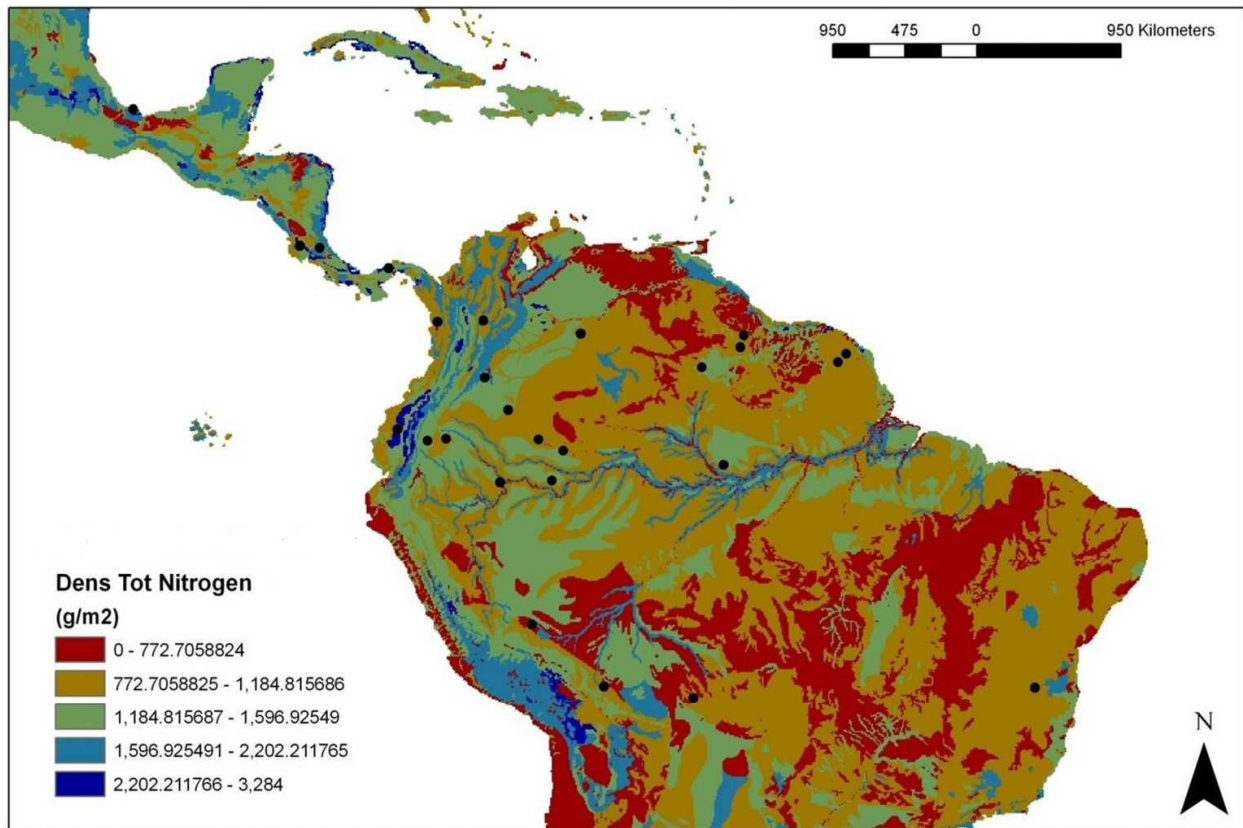 950 475 0 950 Kilometers
Dens Tot Nitrogen
(g/m2)
0 - 772.7058824
772.7058825 - 1,184.815686
1,184.815687 - 1,596.92549
1,596.925491 - 2,202.211765
2,202.211766 - 3,284
N